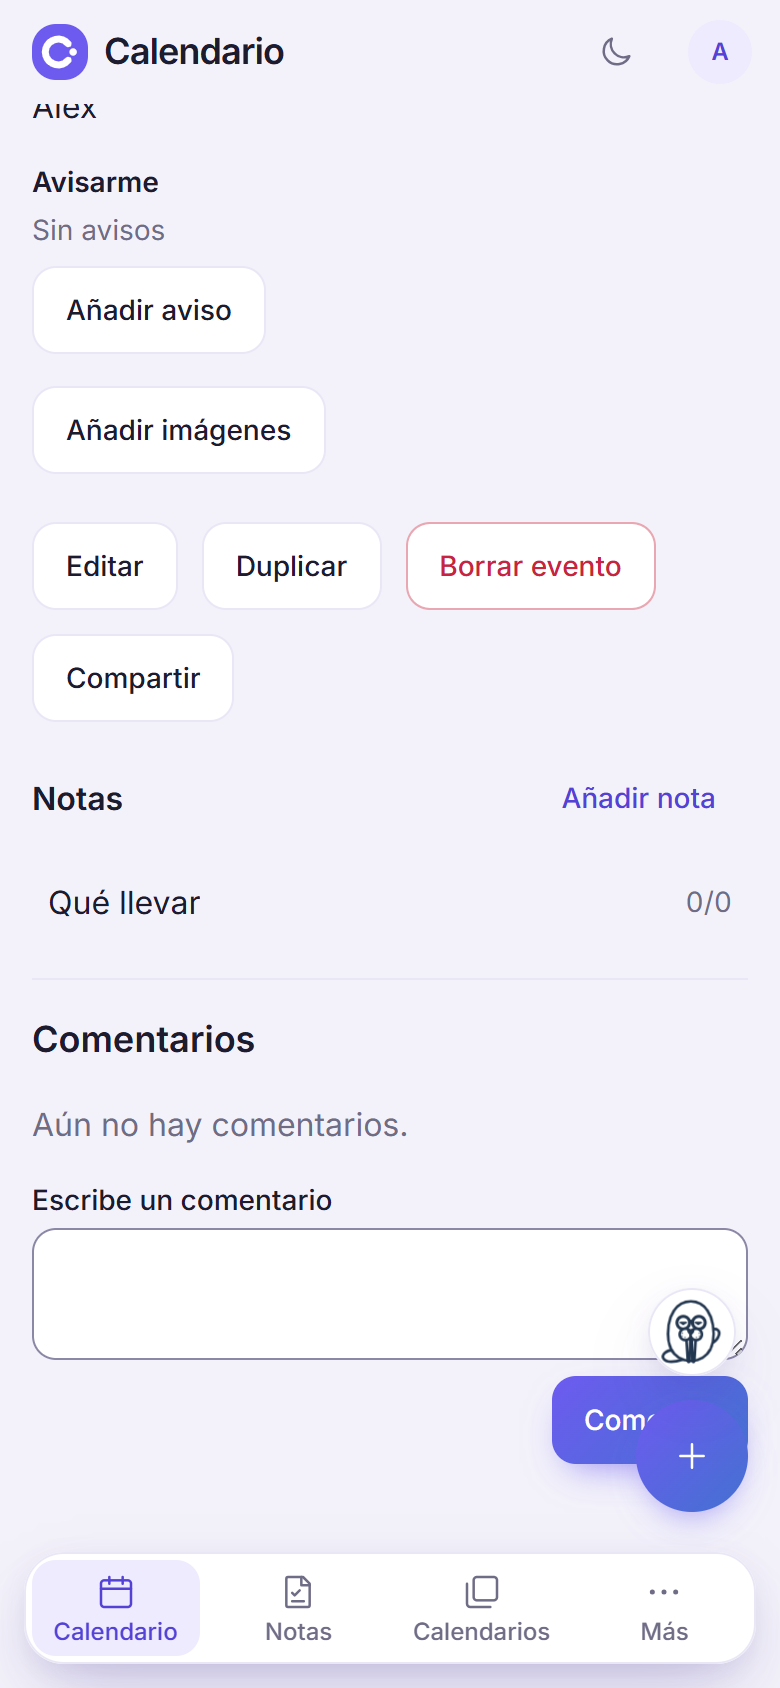 Calendario
A
Alex
Avisarme
Sin avisos
Añadir aviso
Añadir imágenes
Editar
Duplicar
Borrar evento
Compartir
Notas
Añadir nota
Qué llevar
0/0
Comentarios
Aún no hay comentarios.
Escribe un comentario
Calendario
Notas
Calendarios
Más